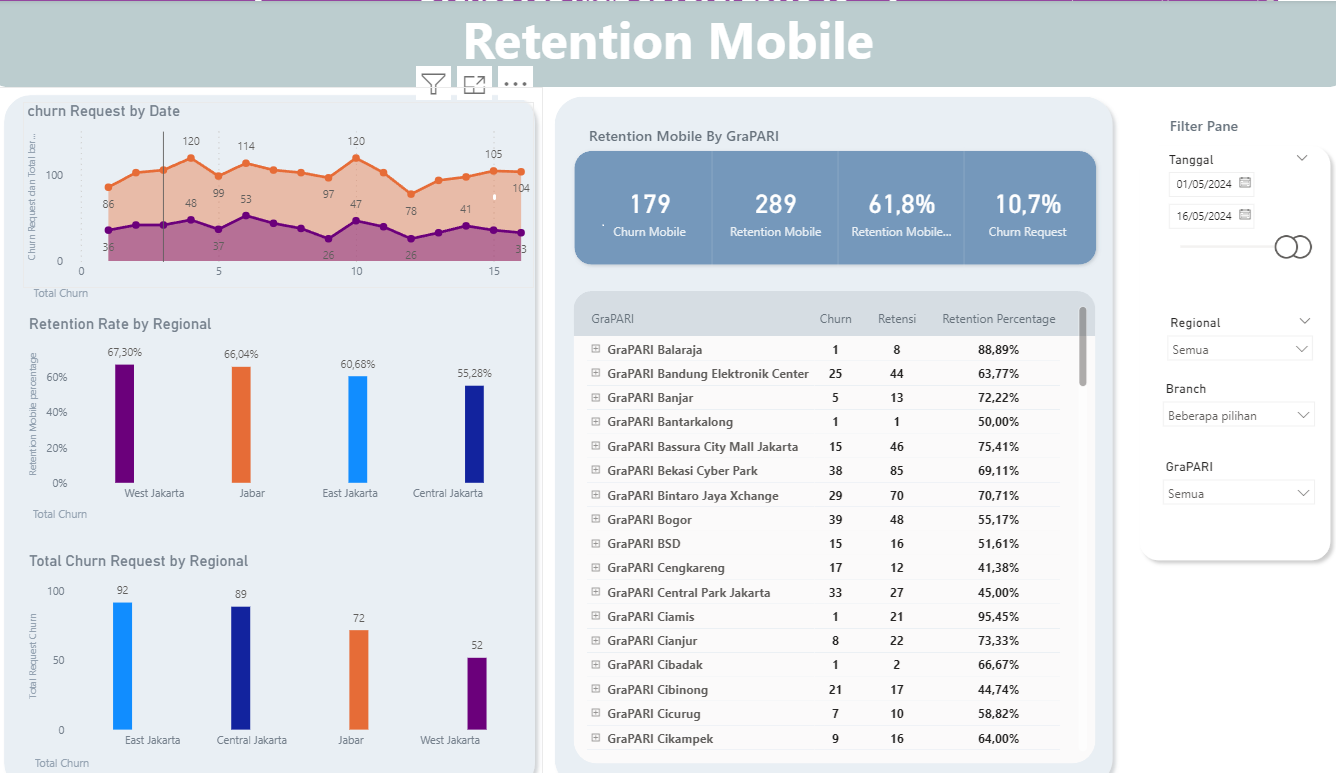 Retention Mobile
churn Request by Date
Churn Request dan Total ber...
100
0
86
120
99
114
97
120
78
105
104
36
48
37
53
26
47
26
41
33
0 5 10 15
Total Churn
Retention Rate by Regional
Retention Mobile percentage
60%
40%
20%
0%
67,30% 66,04% 60,68% 55,28%
West Jakarta Jabar East Jakarta Central Jakarta
Total Churn
Total Churn Request by Regional
Total Request Churn
100
50
0
92 89 72 52
East Jakarta Central Jakarta Jabar West Jakarta
Total Churn
Retention Mobile By GraPARI
179 289 61,8% 10,7%
Churn Mobile Retention Mobile Retention Mobile... Churn Request
GraPARI Churn Retensi Retention Percentage
GraPARI Balaraja 1 8 88,89%
GraPARI Bandung Elektronik Center 25 44 63,77%
GraPARI Banjar 5 13 72,22%
GraPARI Bantarkalong 1 1 50,00%
GraPARI Bassura City Mall Jakarta 15 46 75,41%
GraPARI Bekasi Cyber Park 38 85 69,11%
GraPARI Bintaro Jaya Xchange 29 70 70,71%
GraPARI Bogor 39 48 55,17%
GraPARI BSD 15 16 51,61%
GraPARI Cengkareng 17 12 41,38%
GraPARI Central Park Jakarta 33 27 45,00%
GraPARI Ciamis 1 21 95,45%
GraPARI Cianjur 8 22 73,33%
GraPARI Cibadak 1 2 66,67%
GraPARI Cibinong 21 17 44,74%
GraPARI Cicurug 7 10 58,82%
GraPARI Cikampek 9 16 64,00%
Filter Pane
Tanggal
01/05/2024
16/05/2024
Regional
Semua
Branch
Beberapa pilihan
GraPARI
Semua